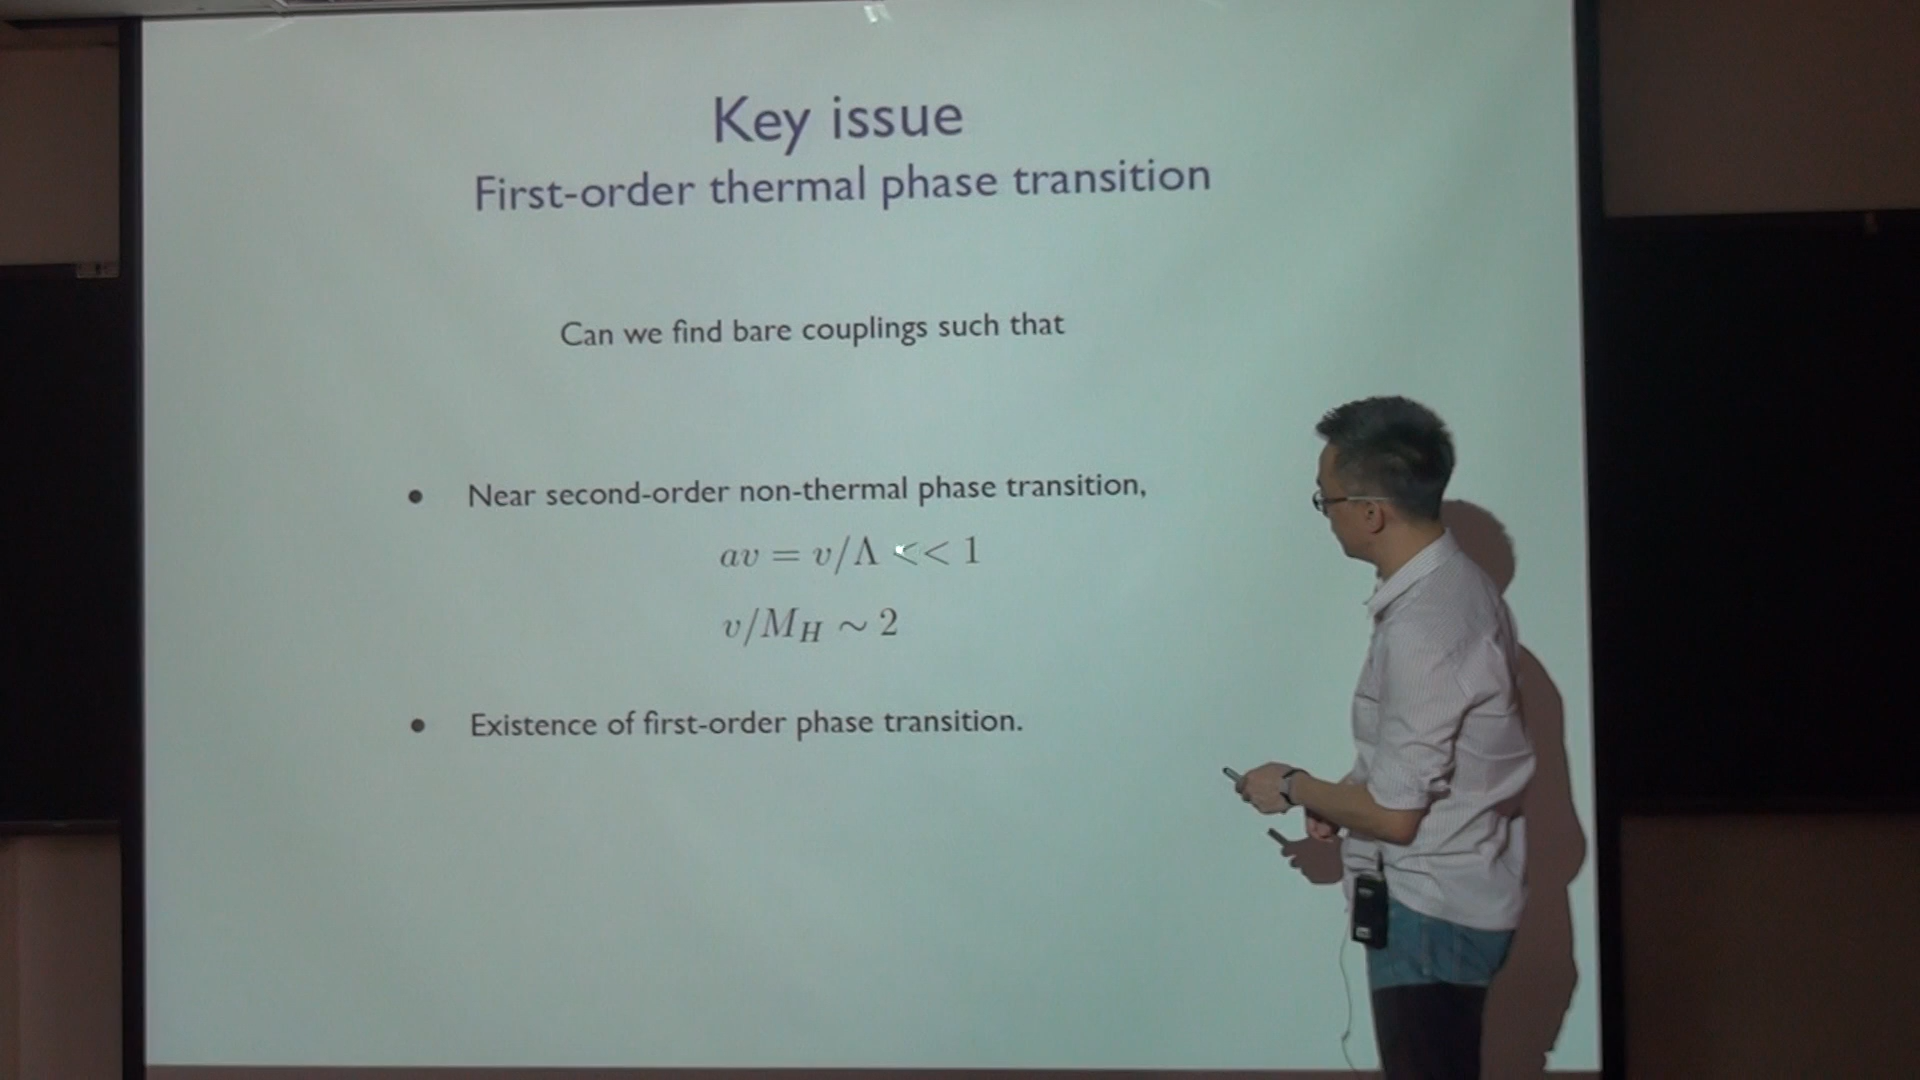 Key issue
First-order thermal phase transition
Can we find bare couplings such that
• Near second-order non-thermal phase transition,
av = v/Λ << 1
v/M_H ∼ 2
• Existence of first-order phase transition.